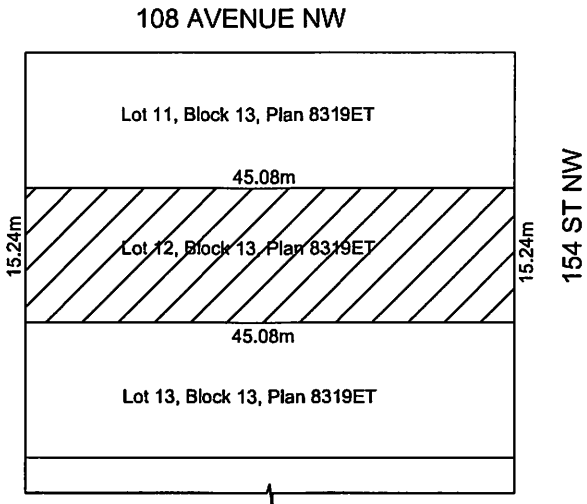 108 AVENUE NW
Lot 11, Block 13, Plan 8319ET
45.08m
15.24m
Lot 12, Block 13, Plan 8319ET
15.24m
154 ST NW
45.08m
Lot 13, Block 13, Plan 8319ET